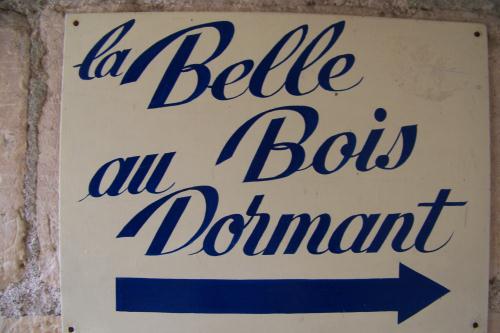 la Belle
au Bois
Dormant